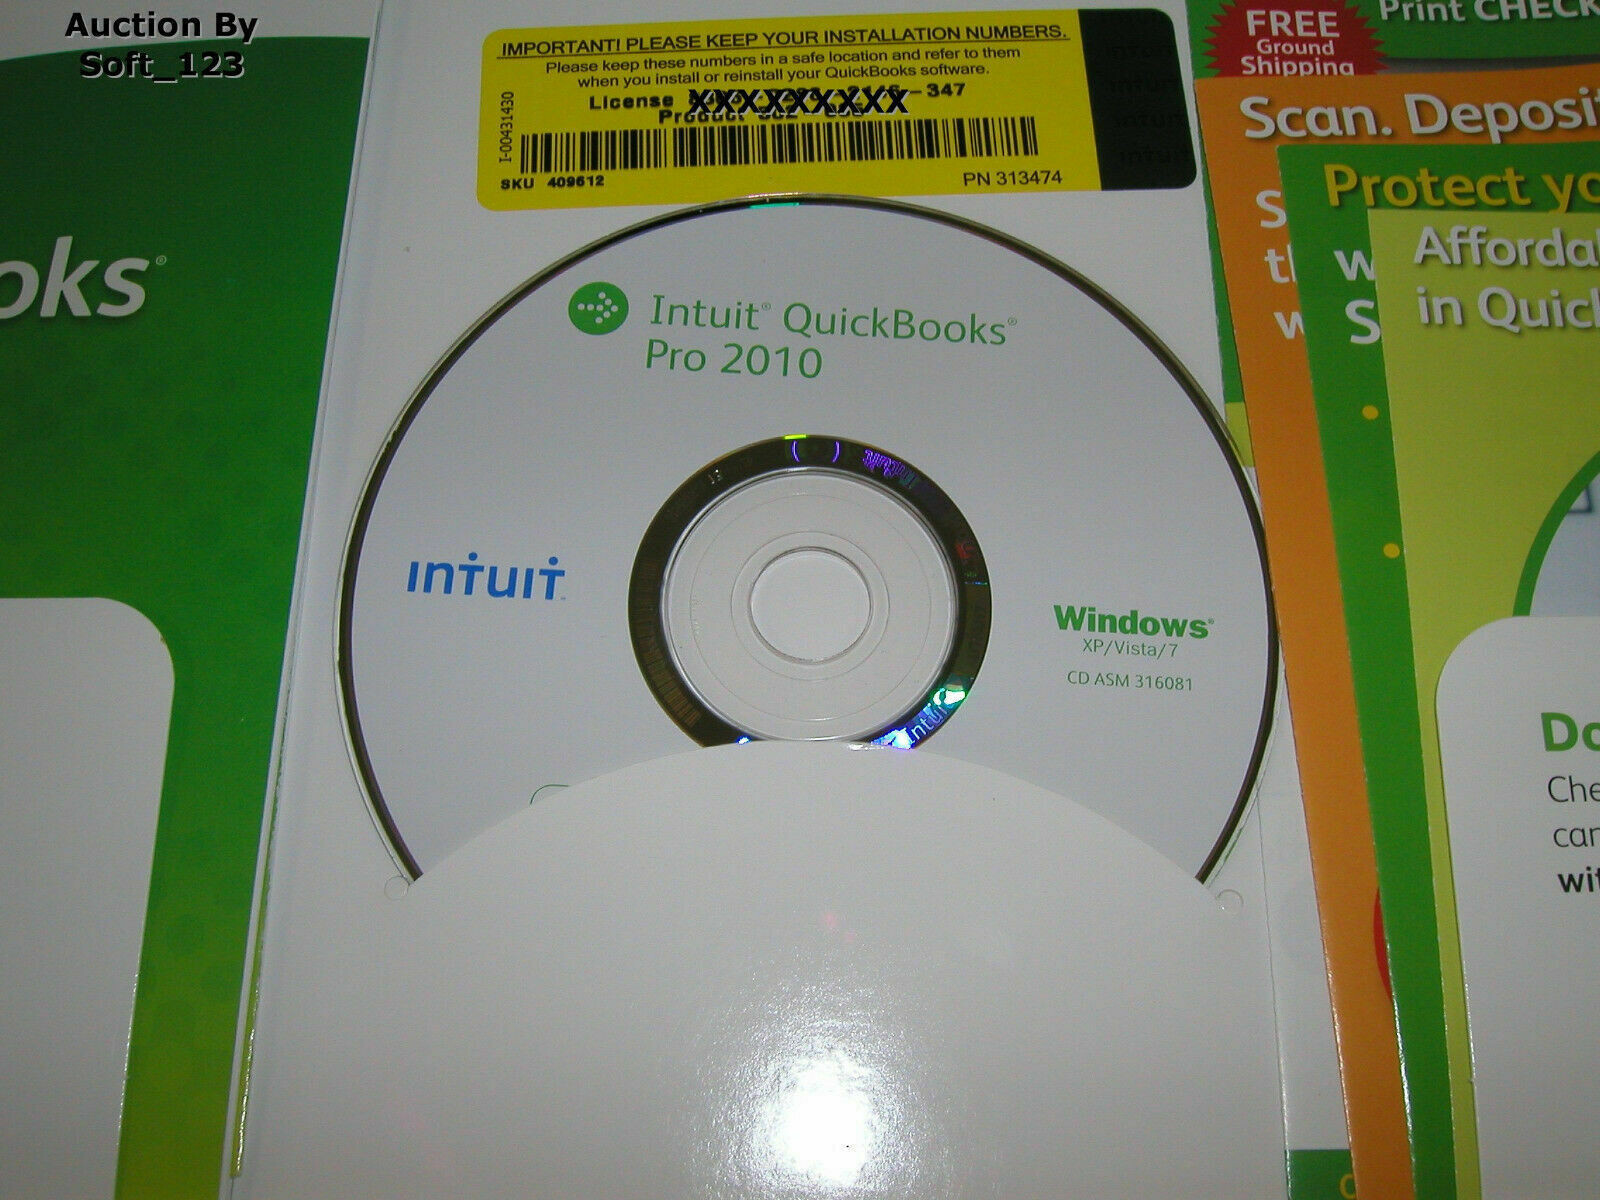 Auction By
Soft_123
oks®
IMPORTANT! PLEASE KEEP YOUR INSTALLATION NUMBERS.
Please keep these numbers in a safe location and refer to them
when you install or reinstall your QuickBooks software.
License XXXXXXXXX - 347
Product
I-00431430
SKU 409612
PN 313474
Intuit® QuickBooks®
Pro 2010
INTUIT
Windows®
XP/Vista/7
CD ASM 316081
Intuit
FREE
Ground
Shipping
Print CHECK
Scan. Deposit
S
th
w
Protect yo
w
S
Affordal
in Quick
Do
Che
can
wit